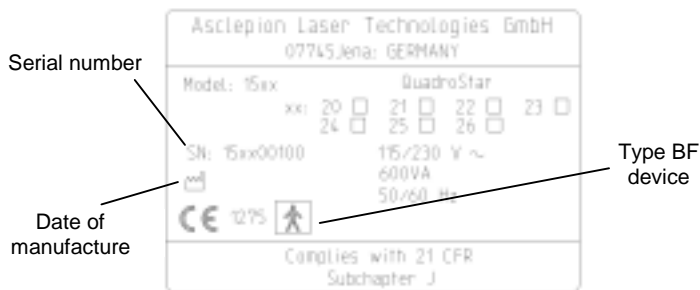 Asclepion Laser Technologies GmbH
07745Jena: GERMANY
Serial number
Model: 15xx QuadroStar
xx: 20 21 22 23
24 25 26
SN: 15xx00100 115/230 V ~
600VA
50/60 Hz
Type BF
device
Date of
manufacture
CE 1275
Complies with 21 CFR
Subchapter J